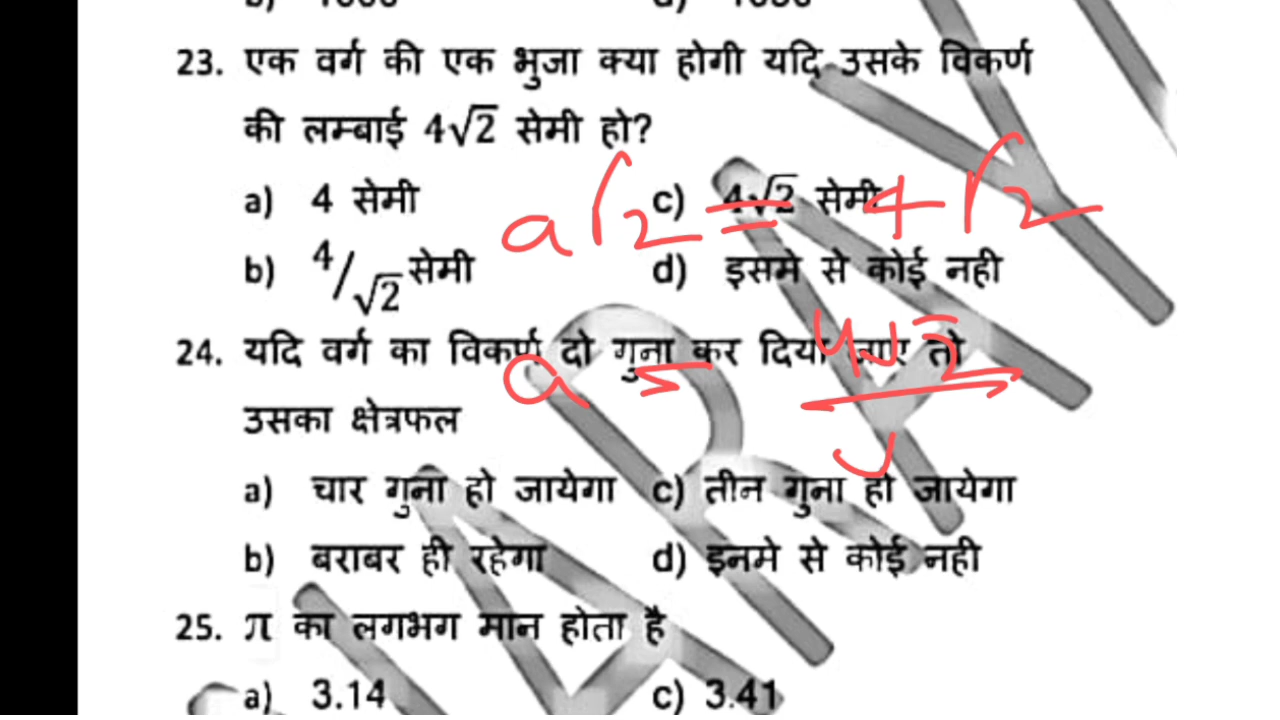 23. एक वर्ग की एक भुजा क्या होगी यदि उसके विकर्ण
की लम्बाई 4√2 सेमी हो?
a) 4 सेमी c) 4√2 सेमी
a√2 = 4√2
b) 4/√2 सेमी d) इसमे से कोई नही
24. यदि वर्ग का विकर्ण दो गुना कर दिया जाए तो
a = 4√2
उसका क्षेत्रफल
a) चार गुना हो जायेगा c) तीन गुना हो जायेगा
b) बराबर ही रहेगा d) इनमे से कोई नही
25. π का लगभग मान होता है
a) 3.14 c) 3.41